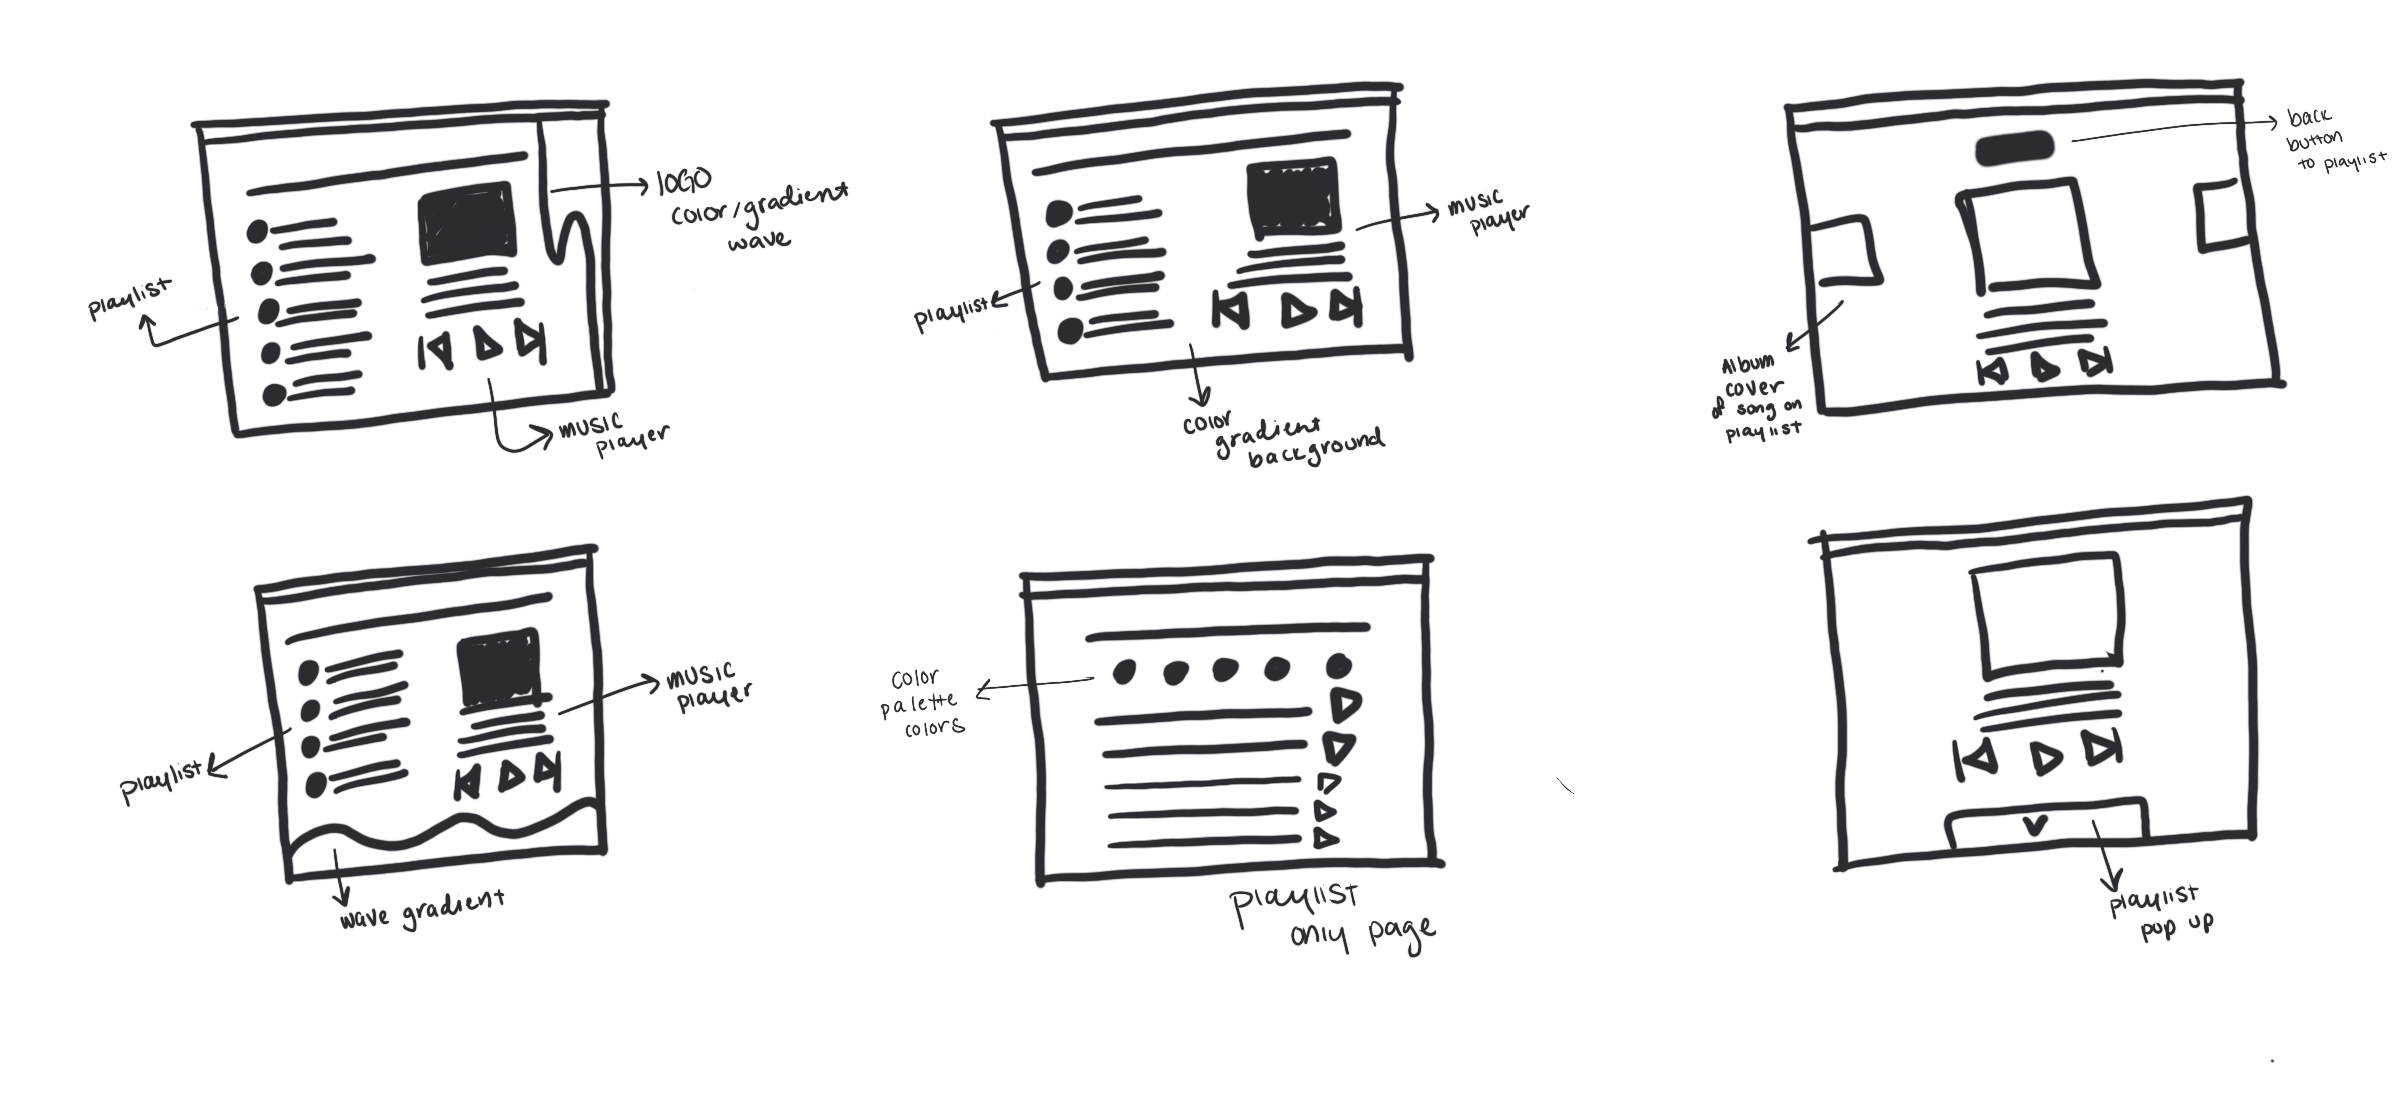 playlist
LOGO
color/gradient
wave
music
player
playlist
music
player
color
gradient
background
back
button
to playlist
Album
cover
of song on
playlist
playlist
music
player
wave gradient
color
palette
colors
playlist
only page
playlist
pop up